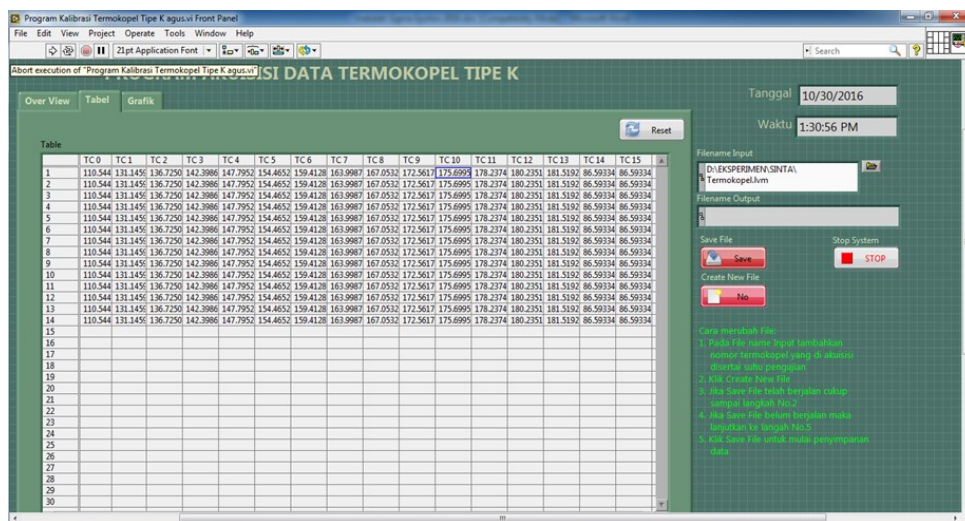 Program Kalibrasi Termokopel Tipe K agus.vi Front Panel
File Edit View Project Operate Tools Window Help
21pt Application Font
Search
Abort execution of "Program Kalibrasi Termokopel Tipe K agus.vi"
SI DATA TERMOKOPEL TIPE K
Over View Tabel Grafik
Tanggal 10/30/2016
Waktu 1:30:56 PM
Reset
Table
TC 0 TC 1 TC 2 TC 3 TC 4 TC 5 TC 6 TC 7 TC 8 TC 9 TC 10 TC 11 TC 12 TC 13 TC 14 TC 15
1 110.544 131.1459 136.7250 142.3986 147.7952 154.4652 159.4128 163.9987 167.0532 172.5617 175.6995 178.2374 180.2351 181.5192 86.59334 86.59334
2 110.544 131.1459 136.7250 142.3986 147.7952 154.4652 159.4128 163.9987 167.0532 172.5617 175.6995 178.2374 180.2351 181.5192 86.59334 86.59334
3 110.544 131.1459 136.7250 142.3986 147.7952 154.4652 159.4128 163.9987 167.0532 172.5617 175.6995 178.2374 180.2351 181.5192 86.59334 86.59334
4 110.544 131.1459 136.7250 142.3986 147.7952 154.4652 159.4128 163.9987 167.0532 172.5617 175.6995 178.2374 180.2351 181.5192 86.59334 86.59334
5 110.544 131.1459 136.7250 142.3986 147.7952 154.4652 159.4128 163.9987 167.0532 172.5617 175.6995 178.2374 180.2351 181.5192 86.59334 86.59334
6 110.544 131.1459 136.7250 142.3986 147.7952 154.4652 159.4128 163.9987 167.0532 172.5617 175.6995 178.2374 180.2351 181.5192 86.59334 86.59334
7 110.544 131.1459 136.7250 142.3986 147.7952 154.4652 159.4128 163.9987 167.0532 172.5617 175.6995 178.2374 180.2351 181.5192 86.59334 86.59334
8 110.544 131.1459 136.7250 142.3986 147.7952 154.4652 159.4128 163.9987 167.0532 172.5617 175.6995 178.2374 180.2351 181.5192 86.59334 86.59334
9 110.544 131.1459 136.7250 142.3986 147.7952 154.4652 159.4128 163.9987 167.0532 172.5617 175.6995 178.2374 180.2351 181.5192 86.59334 86.59334
10 110.544 131.1459 136.7250 142.3986 147.7952 154.4652 159.4128 163.9987 167.0532 172.5617 175.6995 178.2374 180.2351 181.5192 86.59334 86.59334
11 110.544 131.1459 136.7250 142.3986 147.7952 154.4652 159.4128 163.9987 167.0532 172.5617 175.6995 178.2374 180.2351 181.5192 86.59334 86.59334
12 110.544 131.1459 136.7250 142.3986 147.7952 154.4652 159.4128 163.9987 167.0532 172.5617 175.6995 178.2374 180.2351 181.5192 86.59334 86.59334
13 110.544 131.1459 136.7250 142.3986 147.7952 154.4652 159.4128 163.9987 167.0532 172.5617 175.6995 178.2374 180.2351 181.5192 86.59334 86.59334
14 110.544 131.1459 136.7250 142.3986 147.7952 154.4652 159.4128 163.9987 167.0532 172.5617 175.6995 178.2374 180.2351 181.5192 86.59334 86.59334
15
16
17
18
19
20
21
22
23
24
25
26
27
28
29
30
Filename Input
D:\EKSPERIMEN\SINTA\
Termokopel.lvm
Filename Output
Save File Stop System
Save STOP
Create New File
No
Cara merubah File:
1. Pada File name Input tambahkan
nomor termokopel yang di akuisisi
disertai suhu pengujian
2. Klik Create New File
3. Jika Save File telah berjalan cukup
sampai langkah No.2
4. Jika Save File belum berjalan maka
lanjutkan ke langah No.5
5. Klik Save File untuk mulai penyimpanan
data